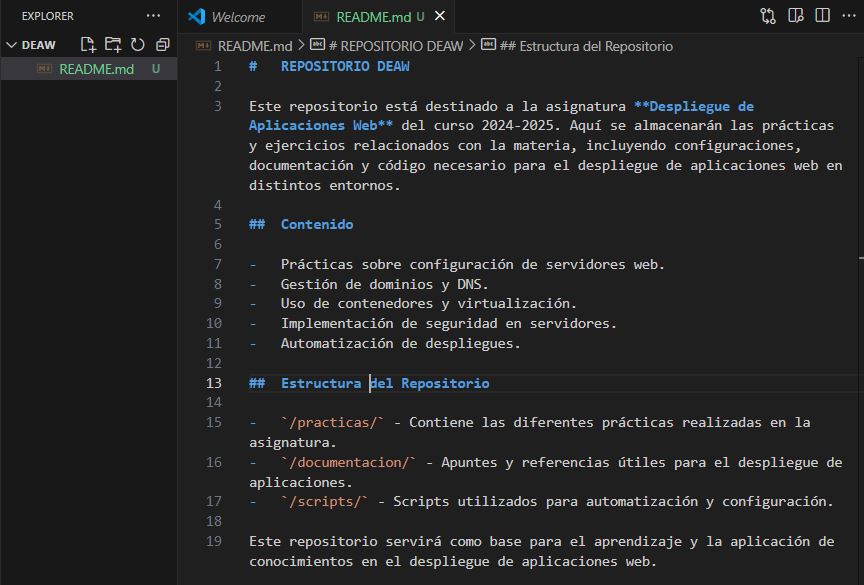 EXPLORER ...
Welcome
README.md U
DEAW
README.md U
README.md > # REPOSITORIO DEAW > ## Estructura del Repositorio
1 # REPOSITORIO DEAW
2
3 Este repositorio está destinado a la asignatura **Despliegue de
Aplicaciones Web** del curso 2024-2025. Aquí se almacenarán las prácticas
y ejercicios relacionados con la materia, incluyendo configuraciones,
documentación y código necesario para el despliegue de aplicaciones web en
distintos entornos.
4
5 ## Contenido
6
7 - Prácticas sobre configuración de servidores web.
8 - Gestión de dominios y DNS.
9 - Uso de contenedores y virtualización.
10 - Implementación de seguridad en servidores.
11 - Automatización de despliegues.
12
13 ## Estructura del Repositorio
14
15 - `/practicas/` - Contiene las diferentes prácticas realizadas en la
asignatura.
16 - `/documentacion/` - Apuntes y referencias útiles para el despliegue de
aplicaciones.
17 - `/scripts/` - Scripts utilizados para automatización y configuración.
18
19 Este repositorio servirá como base para el aprendizaje y la aplicación de
conocimientos en el despliegue de aplicaciones web.